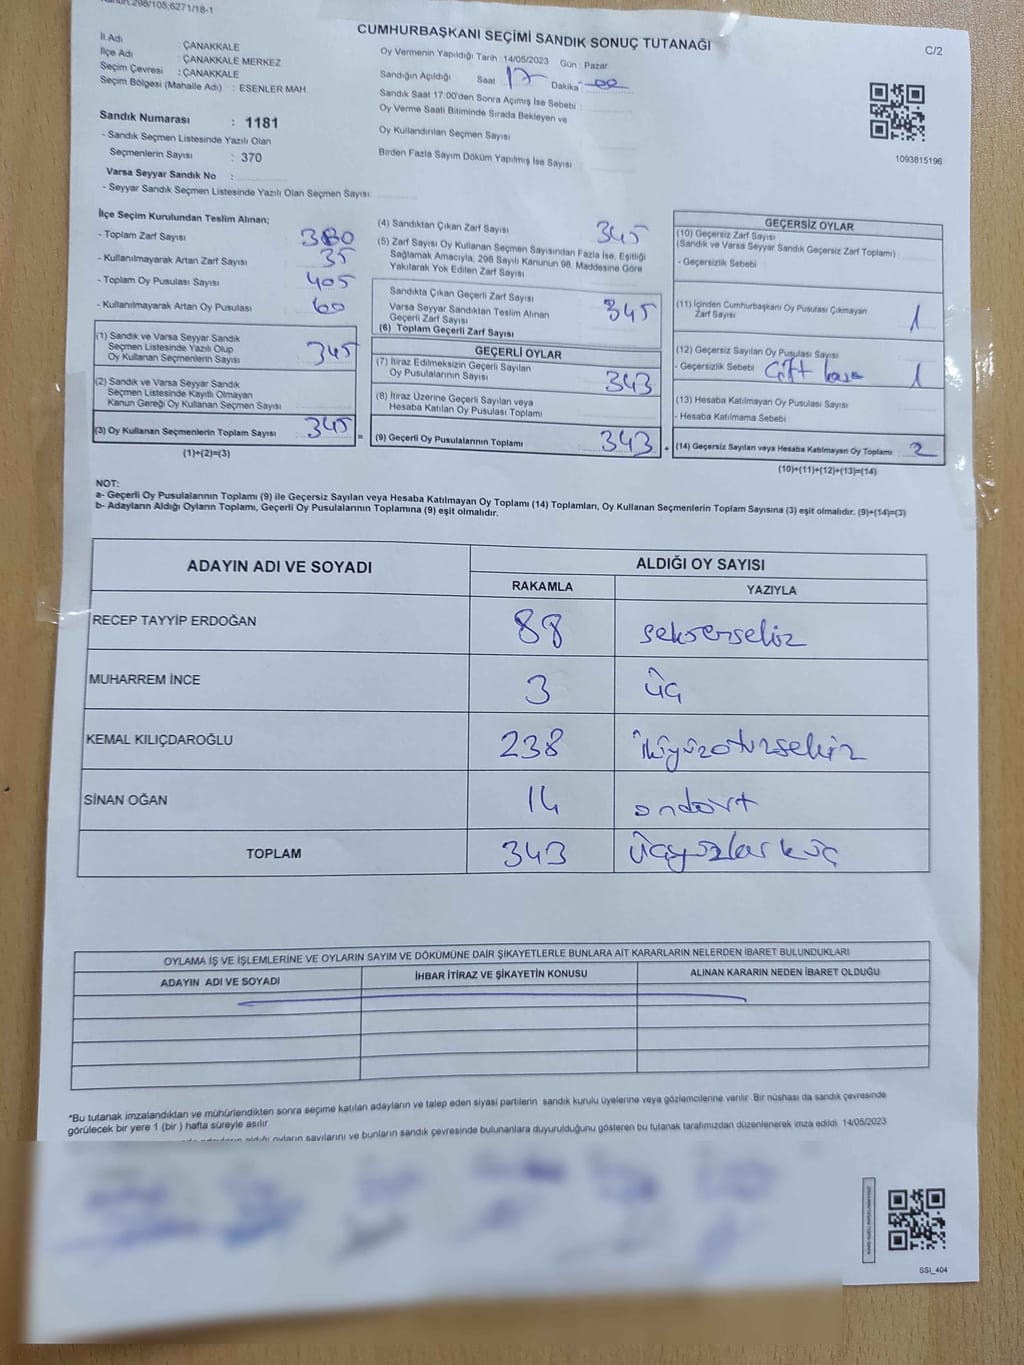 Kanun:298/105;6271/18-1
CUMHURBAŞKANI SEÇİMİ SANDIK SONUÇ TUTANAĞI
C/2
İl Adı : ÇANAKKALE
İlçe Adı : ÇANAKKALE MERKEZ
Seçim Çevresi : ÇANAKKALE
Seçim Bölgesi (Mahalle Adı) : ESENLER MAH.
Sandık Numarası : 1181
- Sandık Seçmen Listesinde Yazılı Olan
Seçmenlerin Sayısı : 370
Varsa Seyyar Sandık No :
- Seyyar Sandık Seçmen Listesinde Yazılı Olan Seçmen Sayısı
Oy Vermenin Yapıldığı Tarih : 14/05/2023 Gün : Pazar
Sandığın Açıldığı Saat 17 Dakika 00
Sandık Saat 17:00'den Sonra Açımış İse Sebebi :
Oy Verme Saati Bitiminde Sırada Bekleyen ve
Oy Kullandırılan Seçmen Sayısı
Birden Fazla Sayım Döküm Yapılmış İse Sayısı
1093815196
İlçe Seçim Kurulundan Teslim Alınan;
- Toplam Zarf Sayısı 380
- Kullanılmayarak Artan Zarf Sayısı 35
- Toplam Oy Pusulası Sayısı 405
- Kullanılmayarak Artan Oy Pusulası 60
(1) Sandık ve Varsa Seyyar Sandık
Seçmen Listesinde Yazılı Olup
Oy Kullanan Seçmenlerin Sayısı 345
(2) Sandık ve Varsa Seyyar Sandık
Seçmen Listesinde Kayıtlı Olmayan
Kanun Gereği Oy Kullanan Seçmen Sayısı
(3) Oy Kullanan Seçmenlerin Toplam Sayısı 345 =
(1)+(2)=(3)
(4) Sandıktan Çıkan Zarf Sayısı 345
(5) Zarf Sayısı Oy Kullanan Seçmen Sayısından Fazla İse, Eşitliği
Sağlamak Amacıyla, 298 Sayılı Kanunun 98. Maddesine Göre
Yakılarak Yok Edilen Zarf Sayısı
Sandıkta Çıkan Geçerli Zarf Sayısı
Varsa Seyyar Sandıktan Teslim Alınan
Geçerli Zarf Sayısı
(6) Toplam Geçerli Zarf Sayısı 345
GEÇERLİ OYLAR
(7) İtiraz Edilmeksizin Geçerli Sayılan
Oy Pusulalarının Sayısı 343
(8) İtiraz Üzerine Geçerli Sayılan veya
Hesaba Katılan Oy Pusulası Toplamı
(9) Geçerli Oy Pusulalarının Toplamı 343 +
GEÇERSİZ OYLAR
(10) Geçersiz Zarf Sayısı
(Sandık ve Varsa Seyyar Sandık Geçersiz Zarf Toplamı)
- Geçersizlik Sebebi
(11) İçinden Cumhurbaşkanı Oy Pusulası Çıkmayan
Zarf Sayısı 1
(12) Geçersiz Sayılan Oy Pusulası Sayısı
- Geçersizlik Sebebi Çift 1
(13) Hesaba Katılmayan Oy Pusulası Sayısı
- Hesaba Katılmama Sebebi
(14) Geçersiz Sayılan veya Hesaba Katılmayan Oy Toplamı 2
(10)+(11)+(12)+(13)=(14)
NOT:
a- Geçerli Oy Pusulalarının Toplamı (9) ile Geçersiz Sayılan veya Hesaba Katılmayan Oy Toplamı (14) Toplamları, Oy Kullanan Seçmenlerin Toplam Sayısına (3) eşit olmalıdır. (9)+(14)=(3)
b- Adayların Aldığı Oyların Toplamı, Geçerli Oy Pusulalarının Toplamına (9) eşit olmalıdır.
ADAYIN ADI VE SOYADI ALDIĞI OY SAYISI
RAKAMLA YAZIYLA
RECEP TAYYİP ERDOĞAN 88 seksensekiz
MUHARREM İNCE 3 üç
KEMAL KILIÇDAROĞLU 238 ikiyüzotuzsekiz
SİNAN OĞAN 14 ondört
TOPLAM 343 üçyüzkırküç
OYLAMA İŞ VE İŞLEMLERİNE VE OYLARIN SAYIM VE DÖKÜMÜNE DAİR ŞİKAYETLERLE BUNLARA AİT KARARLARIN NELERDEN İBARET BULUNDUKLARI
ADAYIN ADI VE SOYADI İHBAR İTİRAZ VE ŞİKAYETİN KONUSU ALINAN KARARIN NEDEN İBARET OLDUĞU
*Bu tutanak imzalandıktan ve mühürlendikten sonra seçime katılan adayların ve talep eden siyasi partilerin sandık kurulu üyelerine veya gözlemcilerine verilir. Bir nüshası da sandık çevresinde
görülecek bir yere 1 (bir ) hafta süreyle asılır.
aldığı oyların sayılarını ve bunların sandık çevresinde bulunanlara duyurulduğunu gösteren bu tutanak tarafımızdan düzenlenerek imza edildi. 14/05/2023
SSI_404